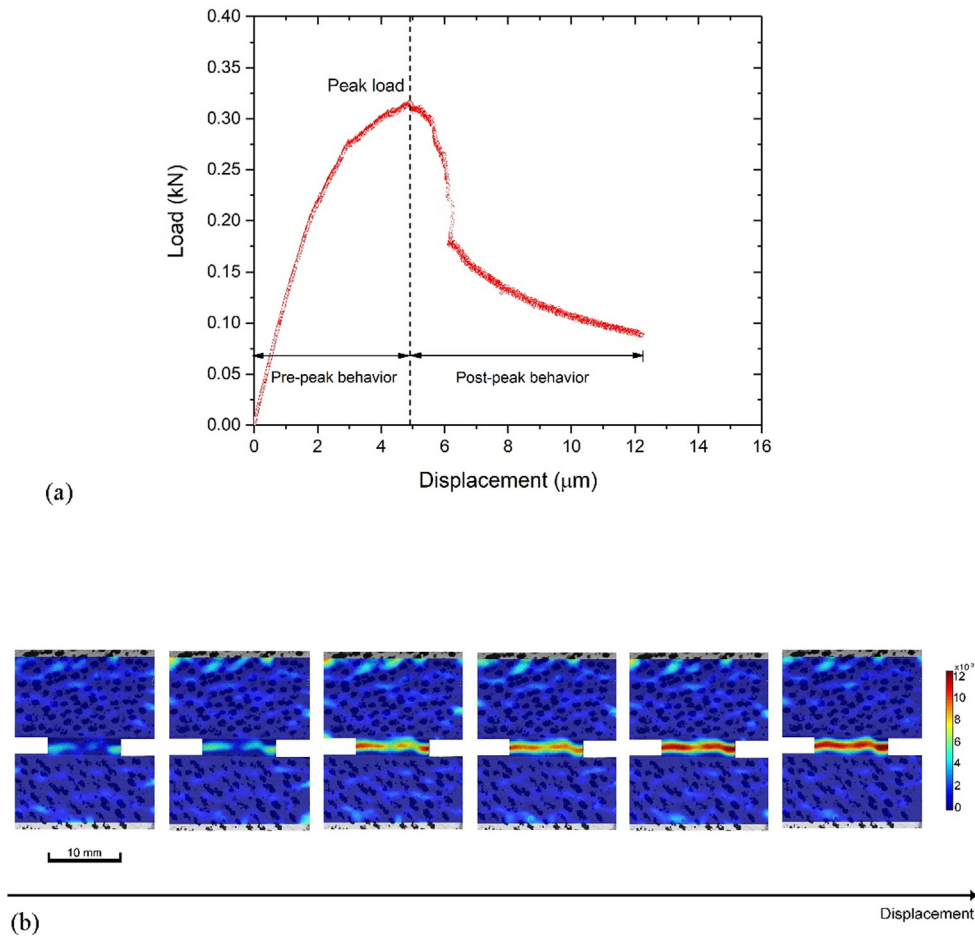 0.40
0.35
0.30
0.25
0.20
0.15
0.10
0.05
0.00
Load (kN)
Peak load
Pre-peak behavior
Post-peak behavior
0 2 4 6 8 10 12 14 16
Displacement (μm)
(a)
x10
12
10
8
6
4
2
0
10 mm
Displacement
(b)